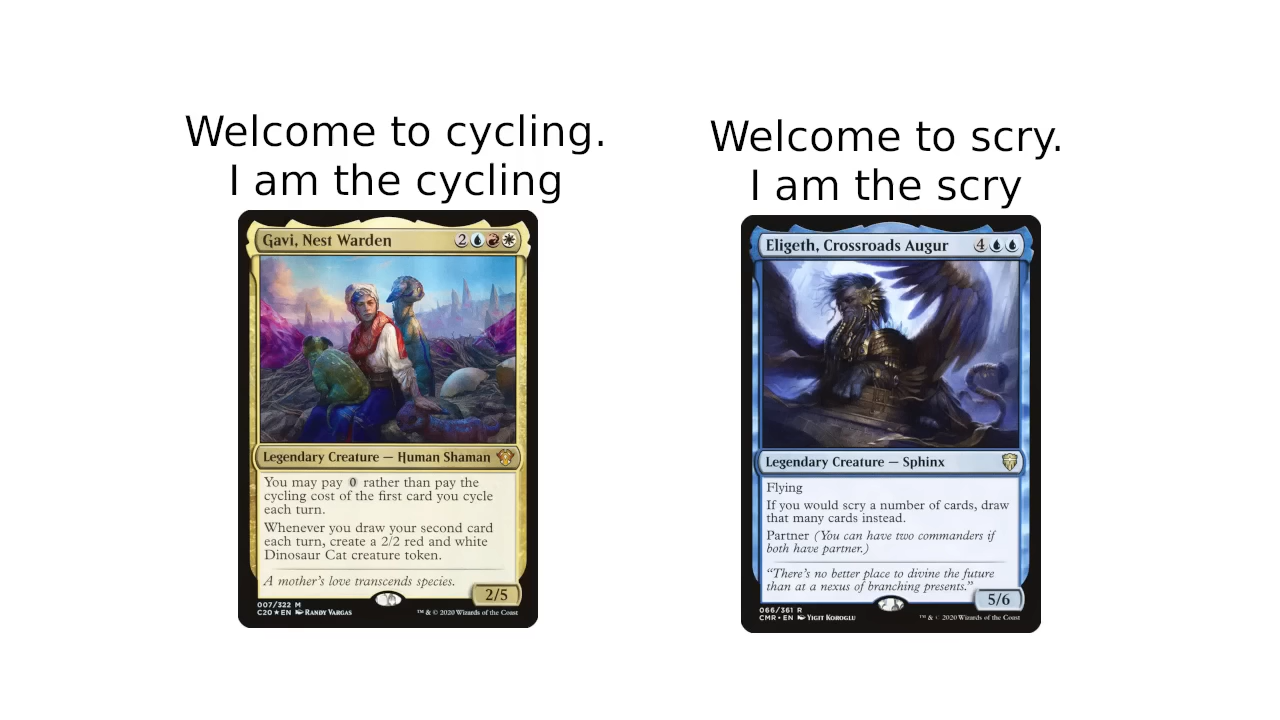 Welcome to cycling.
I am the cycling
Gavi, Nest Warden 2
Legendary Creature — Human Shaman
You may pay 0 rather than pay the
cycling cost of the first card you cycle
each turn.
Whenever you draw your second card
each turn, create a 2/2 red and white
Dinosaur Cat creature token.
A mother's love transcends species.
2/5
007/322 M
C20 ★ EN RANDY VARGAS
™ & © 2020 Wizards of the Coast
Welcome to scry.
I am the scry
Eligeth, Crossroads Augur 4
Legendary Creature — Sphinx
Flying
If you would scry a number of cards, draw
that many cards instead.
Partner (You can have two commanders if
both have partner.)
"There's no better place to divine the future
than at a nexus of branching presents."
5/6
066/361 R
CMR • EN YIGIT KOROGLU
™ & © 2020 Wizards of the Coast